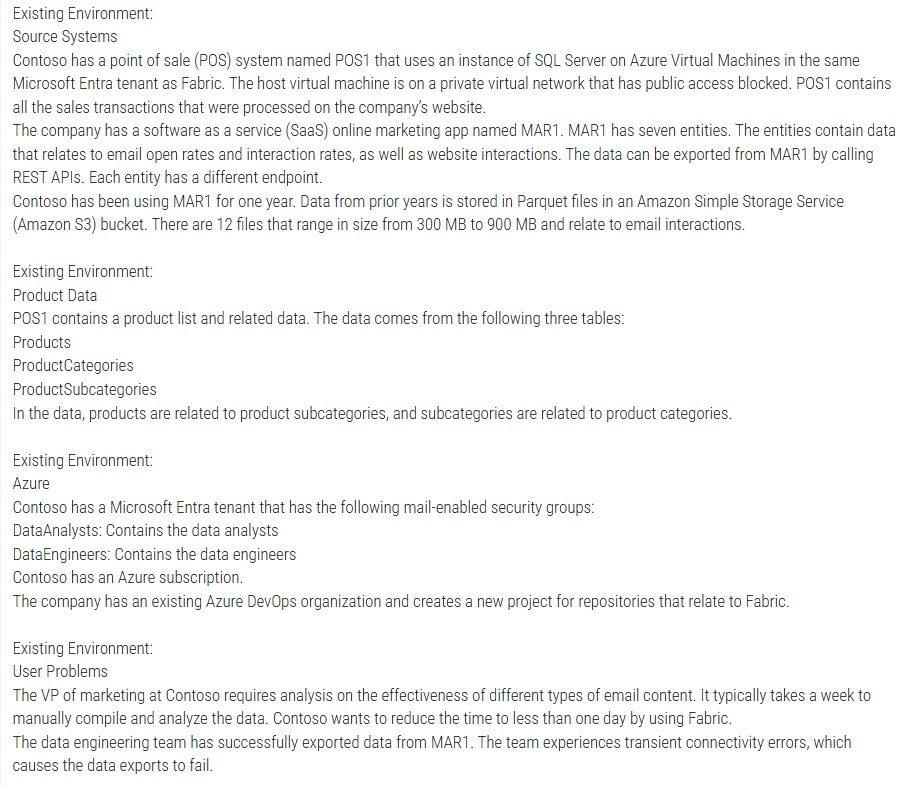 Existing Environment:
Source Systems
Contoso has a point of sale (POS) system named POS1 that uses an instance of SQL Server on Azure Virtual Machines in the same
Microsoft Entra tenant as Fabric. The host virtual machine is on a private virtual network that has public access blocked. POS1 contains
all the sales transactions that were processed on the company's website.
The company has a software as a service (SaaS) online marketing app named MAR1. MAR1 has seven entities. The entities contain data
that relates to email open rates and interaction rates, as well as website interactions. The data can be exported from MAR1 by calling
REST APIs. Each entity has a different endpoint.
Contoso has been using MAR1 for one year. Data from prior years is stored in Parquet files in an Amazon Simple Storage Service
(Amazon S3) bucket. There are 12 files that range in size from 300 MB to 900 MB and relate to email interactions.
Existing Environment:
Product Data
POS1 contains a product list and related data. The data comes from the following three tables:
Products
ProductCategories
ProductSubcategories
In the data, products are related to product subcategories, and subcategories are related to product categories.
Existing Environment:
Azure
Contoso has a Microsoft Entra tenant that has the following mail-enabled security groups:
DataAnalysts: Contains the data analysts
DataEngineers: Contains the data engineers
Contoso has an Azure subscription.
The company has an existing Azure DevOps organization and creates a new project for repositories that relate to Fabric.
Existing Environment:
User Problems
The VP of marketing at Contoso requires analysis on the effectiveness of different types of email content. It typically takes a week to
manually compile and analyze the data. Contoso wants to reduce the time to less than one day by using Fabric.
The data engineering team has successfully exported data from MAR1. The team experiences transient connectivity errors, which
causes the data exports to fail.